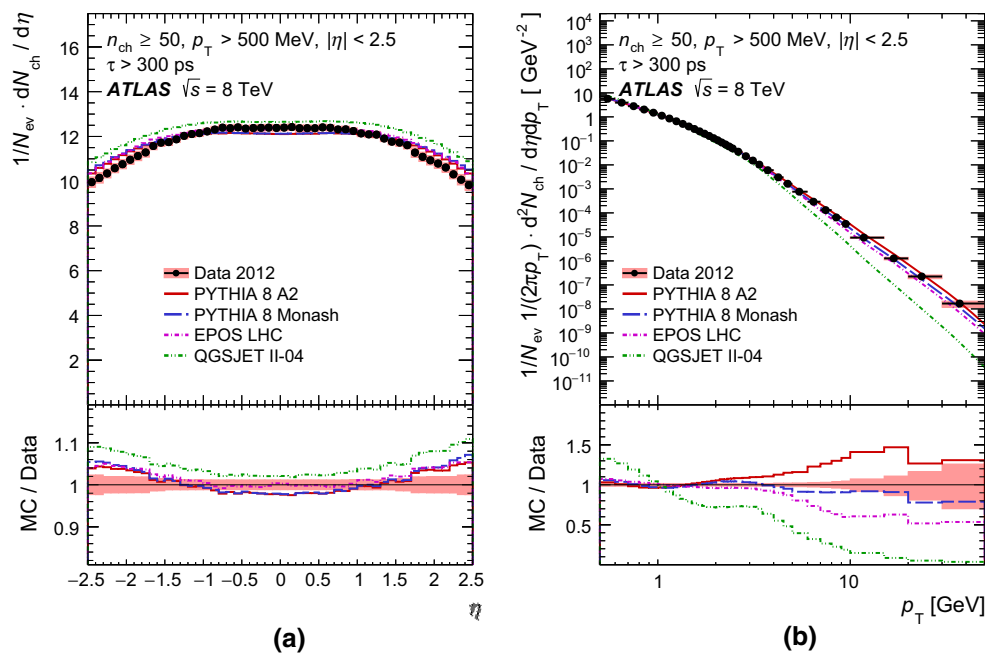 1/N_ev · dN_ch / dη
n_ch ≥ 50, p_T > 500 MeV, |η| < 2.5
τ > 300 ps
ATLAS √s = 8 TeV
16
14
12
10
8
6
4
2
Data 2012
PYTHIA 8 A2
PYTHIA 8 Monash
EPOS LHC
QGSJET II-04
MC / Data
1.1
1
0.9
−2.5 −2 −1.5 −1 −0.5 0 0.5 1 1.5 2 2.5
η
(a)
1/N_ev 1/(2πp_T) · d²N_ch / dηdp_T [ GeV⁻²]
n_ch ≥ 50, p_T > 500 MeV, |η| < 2.5
τ > 300 ps
ATLAS √s = 8 TeV
10⁴
10³
10²
10
1
10⁻¹
10⁻²
10⁻³
10⁻⁴
10⁻⁵
10⁻⁶
10⁻⁷
10⁻⁸
10⁻⁹
10⁻¹⁰
10⁻¹¹
Data 2012
PYTHIA 8 A2
PYTHIA 8 Monash
EPOS LHC
QGSJET II-04
MC / Data
1.5
1
0.5
1 10
p_T [GeV]
(b)